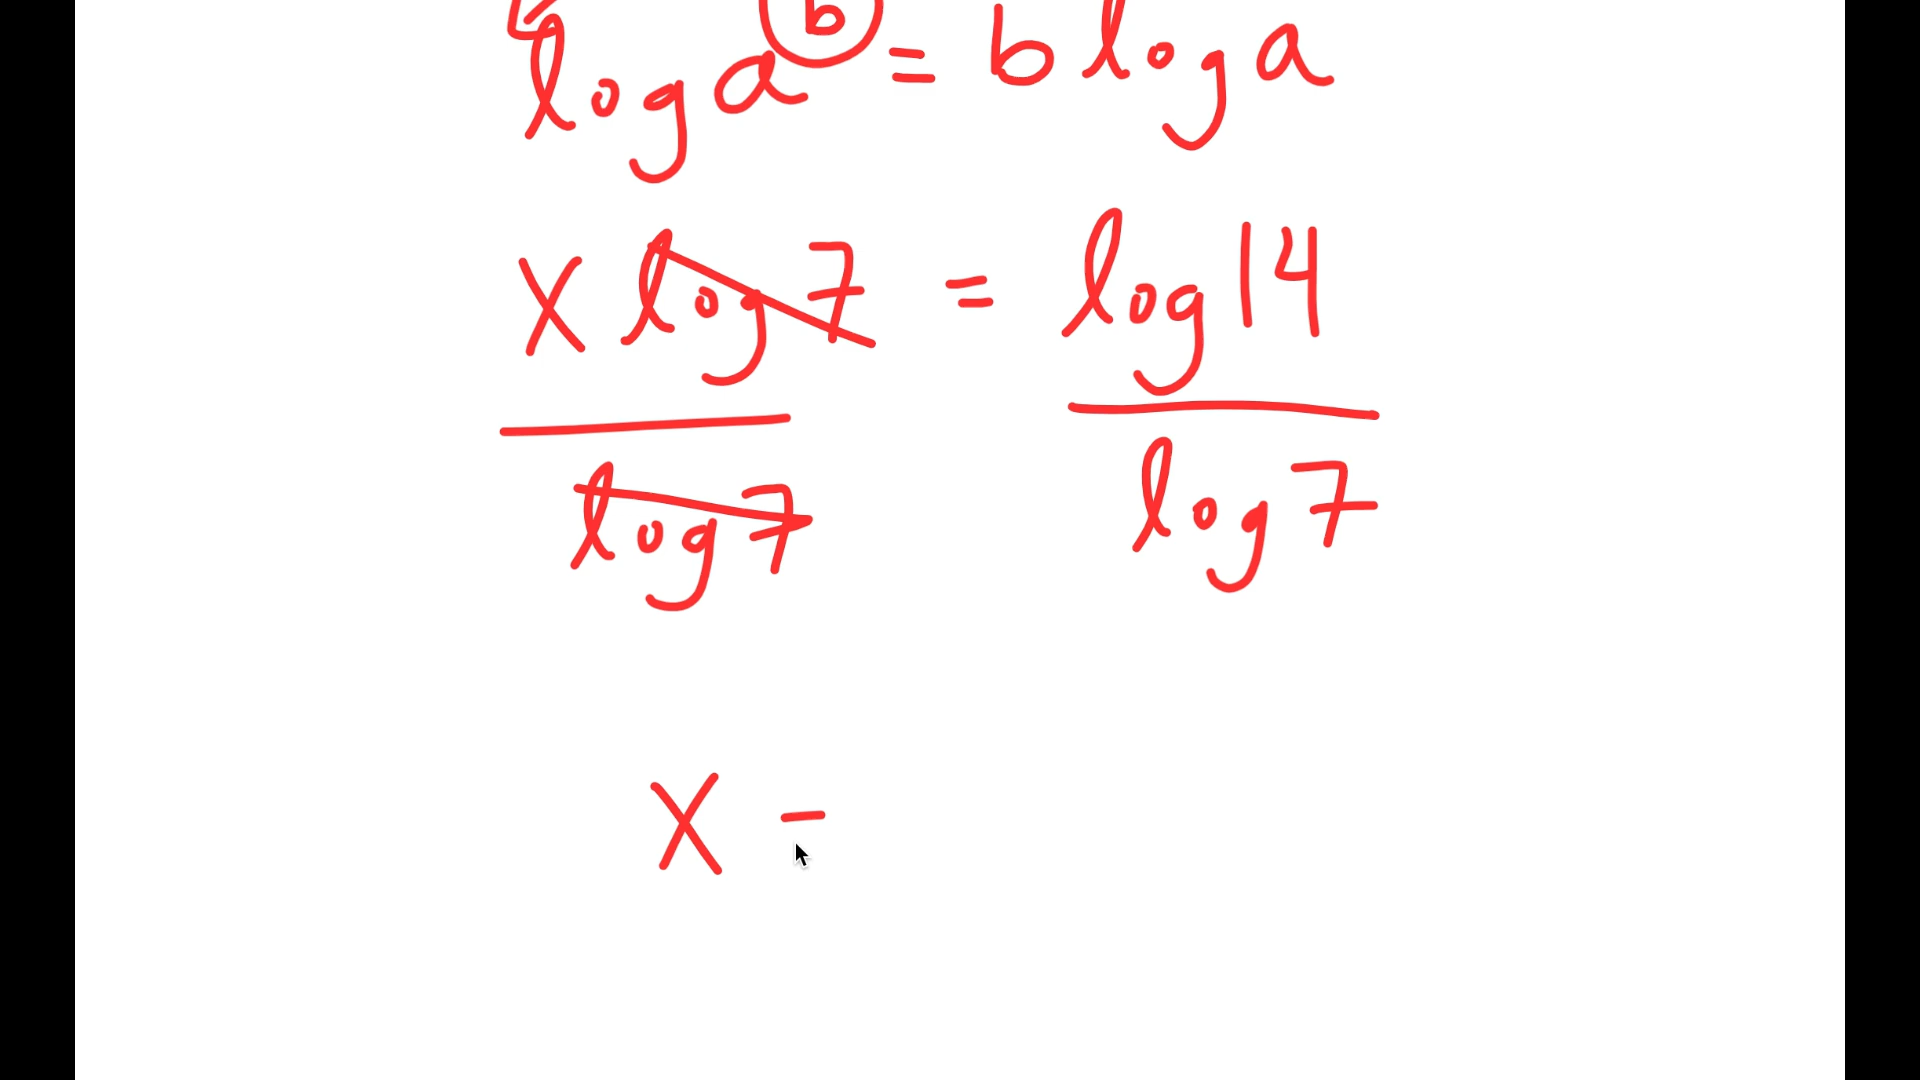 log a^b = b log a
x log 7 = log 14
log 7 log 7
x -